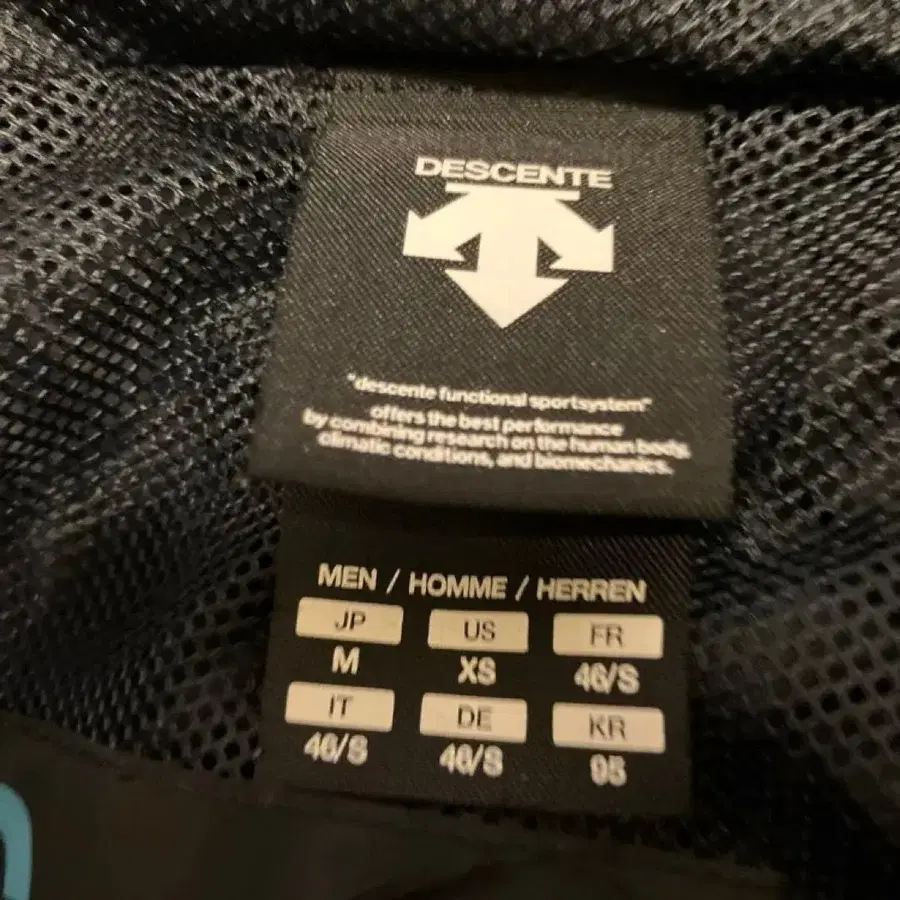 DESCENTE
"descente functional sportsystem"
offers the best performance
by combining research on the human body,
climatic conditions, and biomechanics.
MEN / HOMME / HERREN
JP US FR
M XS 46/S
IT DE KR
46/S 46/S 95